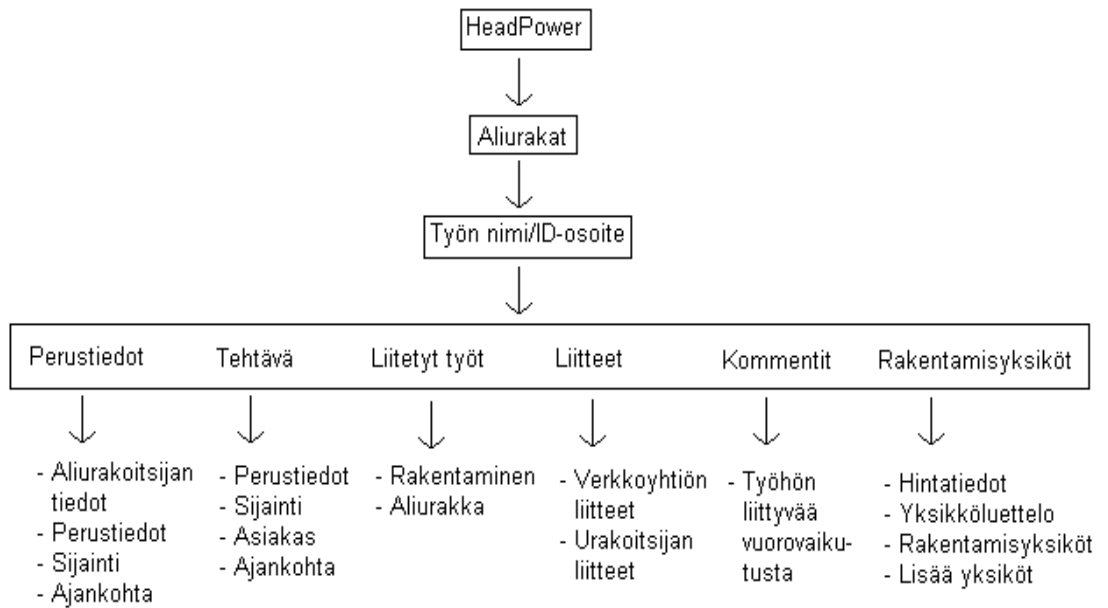 HeadPower
Aliurakat
Työn nimi/ID-osoite
Perustiedot Tehtävä Liitetyt työt Liitteet Kommentit Rakentamisyksiköt
- Aliurakoitsijan
tiedot
- Perustiedot
- Sijainti
- Ajankohta
- Perustiedot
- Sijainti
- Asiakas
- Ajankohta
- Rakentaminen
- Aliurakka
- Verkkoyhtiön
liitteet
- Urakoitsijan
liitteet
- Työhön
liittyvää
vuorovaiku-
tusta
- Hintatiedot
- Yksikköluettelo
- Rakentamisyksiköt
- Lisää yksiköt